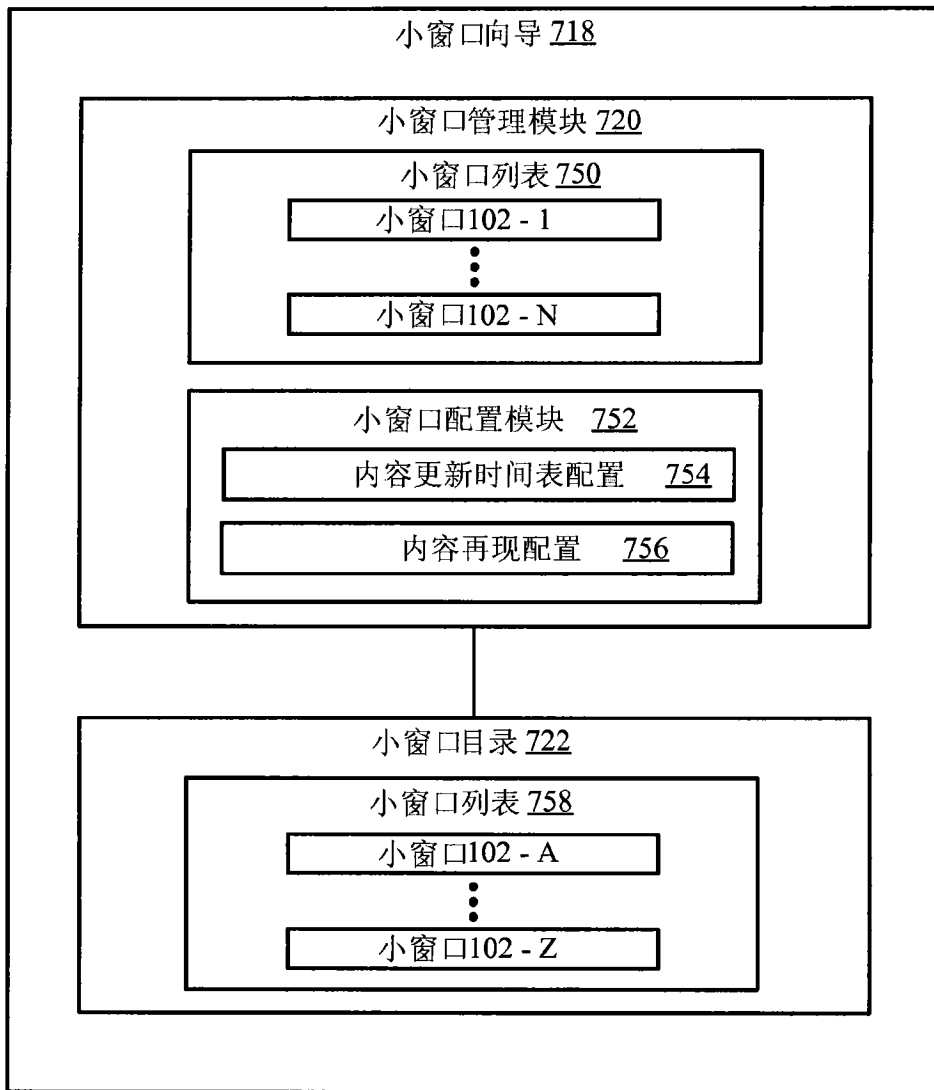 小窗口向导 718
小窗口管理模块 720
小窗口列表 750
小窗口102 - 1
小窗口102 - N
小窗口配置模块 752
内容更新时间表配置 754
内容再现配置 756
小窗口目录 722
小窗口列表 758
小窗口102 - A
小窗口102 - Z